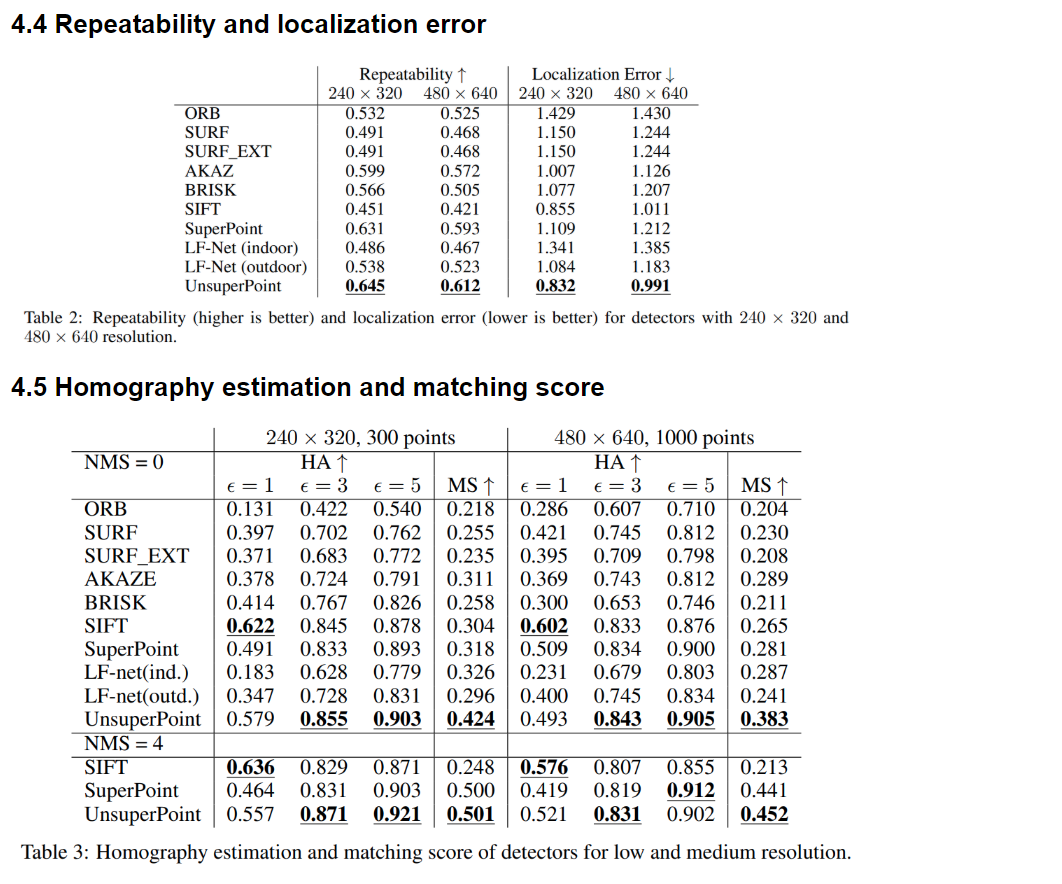 4.4 Repeatability and localization error
Repeatability ↑ Localization Error ↓
240 × 320 480 × 640 240 × 320 480 × 640
ORB 0.532 0.525 1.429 1.430
SURF 0.491 0.468 1.150 1.244
SURF_EXT 0.491 0.468 1.150 1.244
AKAZ 0.599 0.572 1.007 1.126
BRISK 0.566 0.505 1.077 1.207
SIFT 0.451 0.421 0.855 1.011
SuperPoint 0.631 0.593 1.109 1.212
LF-Net (indoor) 0.486 0.467 1.341 1.385
LF-Net (outdoor) 0.538 0.523 1.084 1.183
UnsuperPoint 0.645 0.612 0.832 0.991
Table 2: Repeatability (higher is better) and localization error (lower is better) for detectors with 240 × 320 and
480 × 640 resolution.
4.5 Homography estimation and matching score
240 × 320, 300 points 480 × 640, 1000 points
NMS = 0 HA ↑ HA ↑
ϵ = 1 ϵ = 3 ϵ = 5 MS ↑ ϵ = 1 ϵ = 3 ϵ = 5 MS ↑
ORB 0.131 0.422 0.540 0.218 0.286 0.607 0.710 0.204
SURF 0.397 0.702 0.762 0.255 0.421 0.745 0.812 0.230
SURF_EXT 0.371 0.683 0.772 0.235 0.395 0.709 0.798 0.208
AKAZE 0.378 0.724 0.791 0.311 0.369 0.743 0.812 0.289
BRISK 0.414 0.767 0.826 0.258 0.300 0.653 0.746 0.211
SIFT 0.622 0.845 0.878 0.304 0.602 0.833 0.876 0.265
SuperPoint 0.491 0.833 0.893 0.318 0.509 0.834 0.900 0.281
LF-net(ind.) 0.183 0.628 0.779 0.326 0.231 0.679 0.803 0.287
LF-net(outd.) 0.347 0.728 0.831 0.296 0.400 0.745 0.834 0.241
UnsuperPoint 0.579 0.855 0.903 0.424 0.493 0.843 0.905 0.383
NMS = 4
SIFT 0.636 0.829 0.871 0.248 0.576 0.807 0.855 0.213
SuperPoint 0.464 0.831 0.903 0.500 0.419 0.819 0.912 0.441
UnsuperPoint 0.557 0.871 0.921 0.501 0.521 0.831 0.902 0.452
Table 3: Homography estimation and matching score of detectors for low and medium resolution.